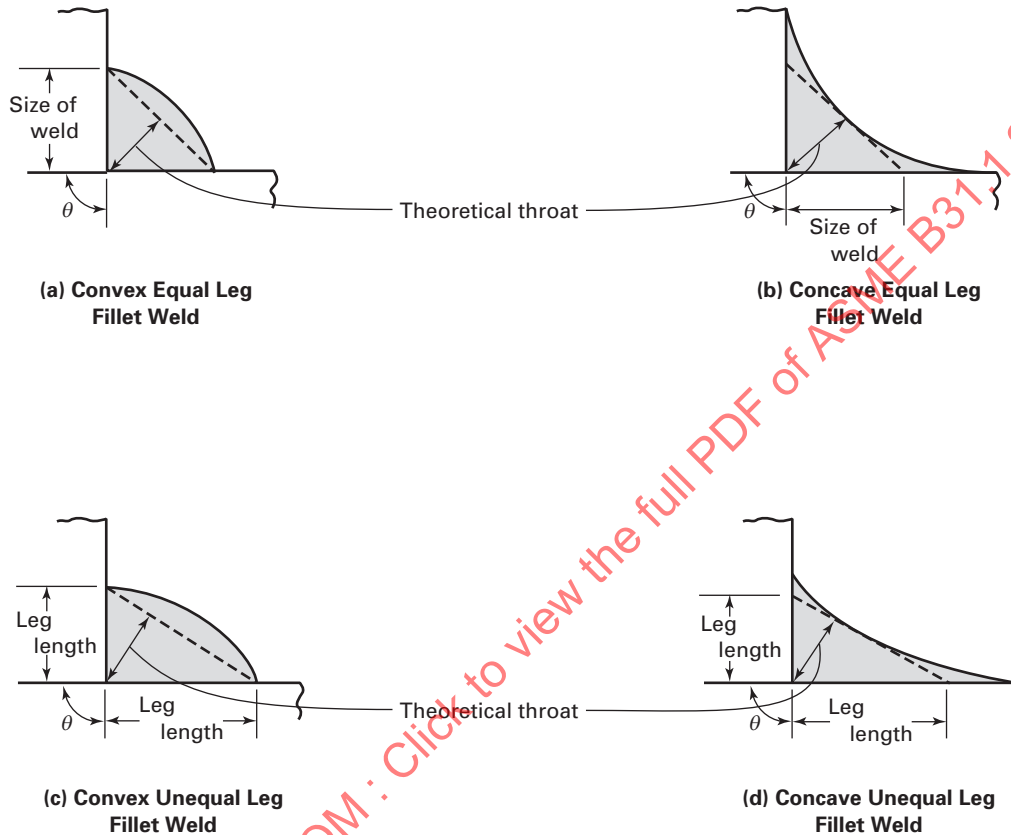 Size of
weld
θ
Theoretical throat
θ
Size of
weld
(a) Convex Equal Leg
Fillet Weld
(b) Concave Equal Leg
Fillet Weld
Leg
length
θ
Leg
length
Theoretical throat
Leg
length
θ
Leg
length
(c) Convex Unequal Leg
Fillet Weld
(d) Concave Unequal Leg
Fillet Weld
: Click to view the full PDF of ASME B31.1